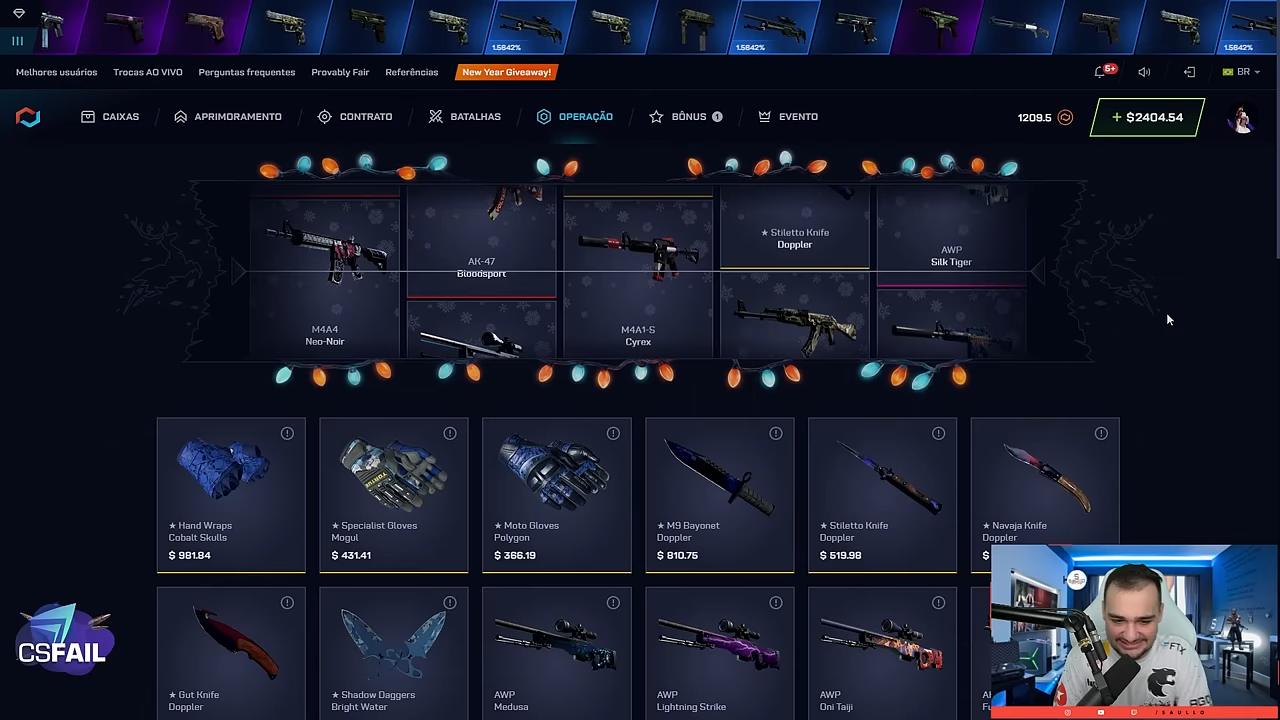 1.5642%
1.5642%
1.5642%
Melhores usuários
Trocas AO VIVO
Perguntas frequentes
Provably Fair
Referências
New Year Giveaway!
5+
BR
CAIXAS
APRIMORAMENTO
CONTRATO
BATALHAS
OPERAÇÃO
BÔNUS
1
EVENTO
1209.5
+ $2404.54
M4A4
Neo-Noir
AK-47
Bloodsport
M4A1-S
Cyrex
★ Stiletto Knife
Doppler
AWP
Silk Tiger
★ Hand Wraps
Cobalt Skulls
$ 981.84
★ Specialist Gloves
Mogul
$ 431.41
★ Moto Gloves
Polygon
$ 366.19
★ M9 Bayonet
Doppler
$ 810.75
★ Stiletto Knife
Doppler
$ 519.98
★ Navaja Knife
Doppler
$
★ Gut Knife
Doppler
★ Shadow Daggers
Bright Water
AWP
Medusa
AWP
Lightning Strike
AWP
Oni Taiji
CSFAIL
/SAULLO